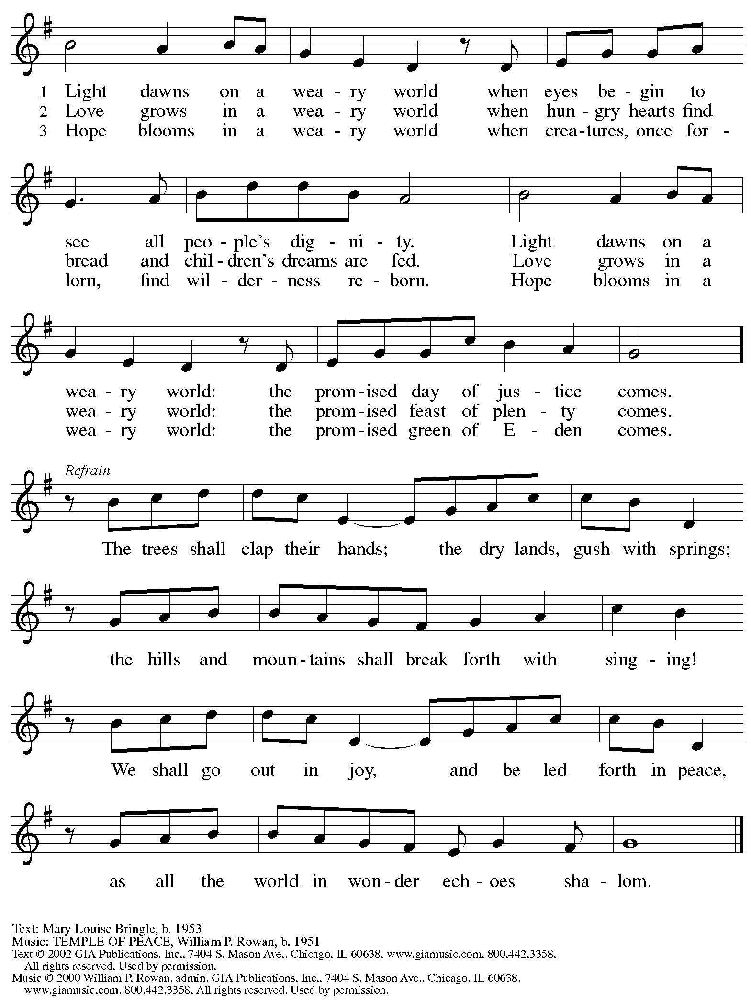 1 Light dawns on a wea - ry world when eyes be - gin to
2 Love grows in a wea - ry world when hun - gry hearts find
3 Hope blooms in a wea - ry world when crea - tures, once for -
see all peo - ple's dig - ni - ty. Light dawns on a
bread and chil - dren's dreams are fed. Love grows in a
lorn, find wil - der - ness re - born. Hope blooms in a
wea - ry world: the prom - ised day of jus - tice comes.
wea - ry world: the prom - ised feast of plen - ty comes.
wea - ry world: the prom - ised green of E - den comes.
Refrain
The trees shall clap their hands; the dry lands, gush with springs;
the hills and moun - tains shall break forth with sing - ing!
We shall go out in joy, and be led forth in peace,
as all the world in won - der ech - oes sha - lom.
Text: Mary Louise Bringle, b. 1953
Music: TEMPLE OF PEACE, William P. Rowan, b. 1951
Text © 2002 GIA Publications, Inc., 7404 S. Mason Ave., Chicago, IL 60638. www.giamusic.com. 800.442.3358.
All rights reserved. Used by permission.
Music © 2000 William P. Rowan, admin. GIA Publications, Inc., 7404 S. Mason Ave., Chicago, IL 60638.
www.giamusic.com. 800.442.3358. All rights reserved. Used by permission.